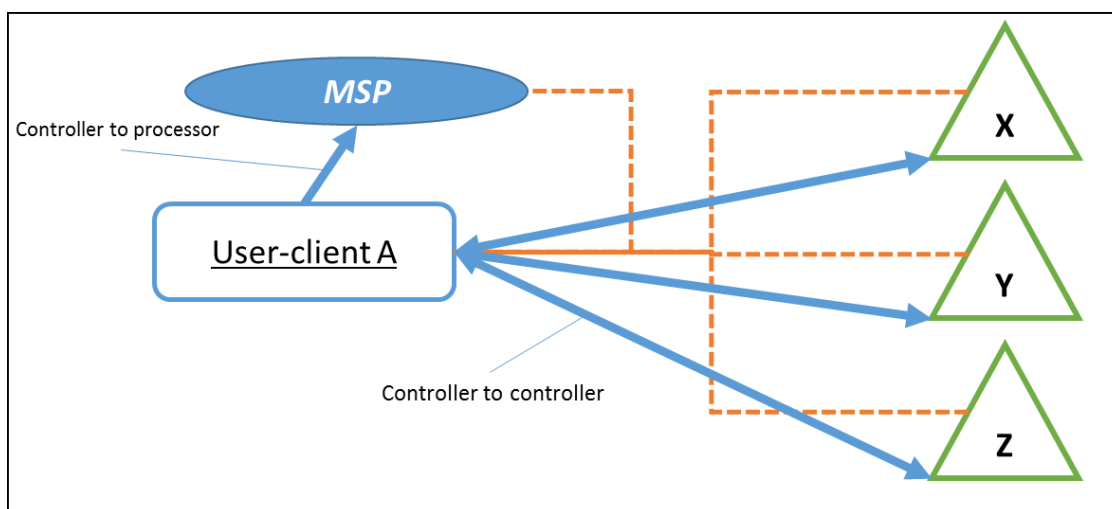 MSP
Controller to processor
X
User-client A
Y
Controller to controller
Z